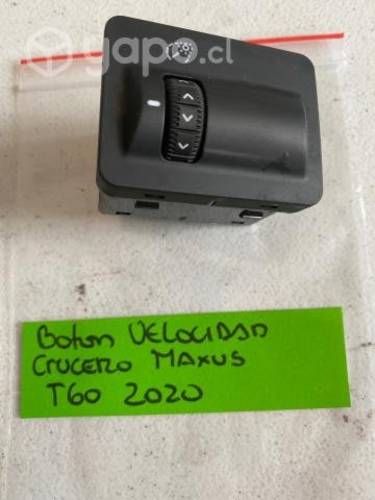 yapo.cl
Boton VELOCIDAD
CRUCERO MAXUS
T60 2020